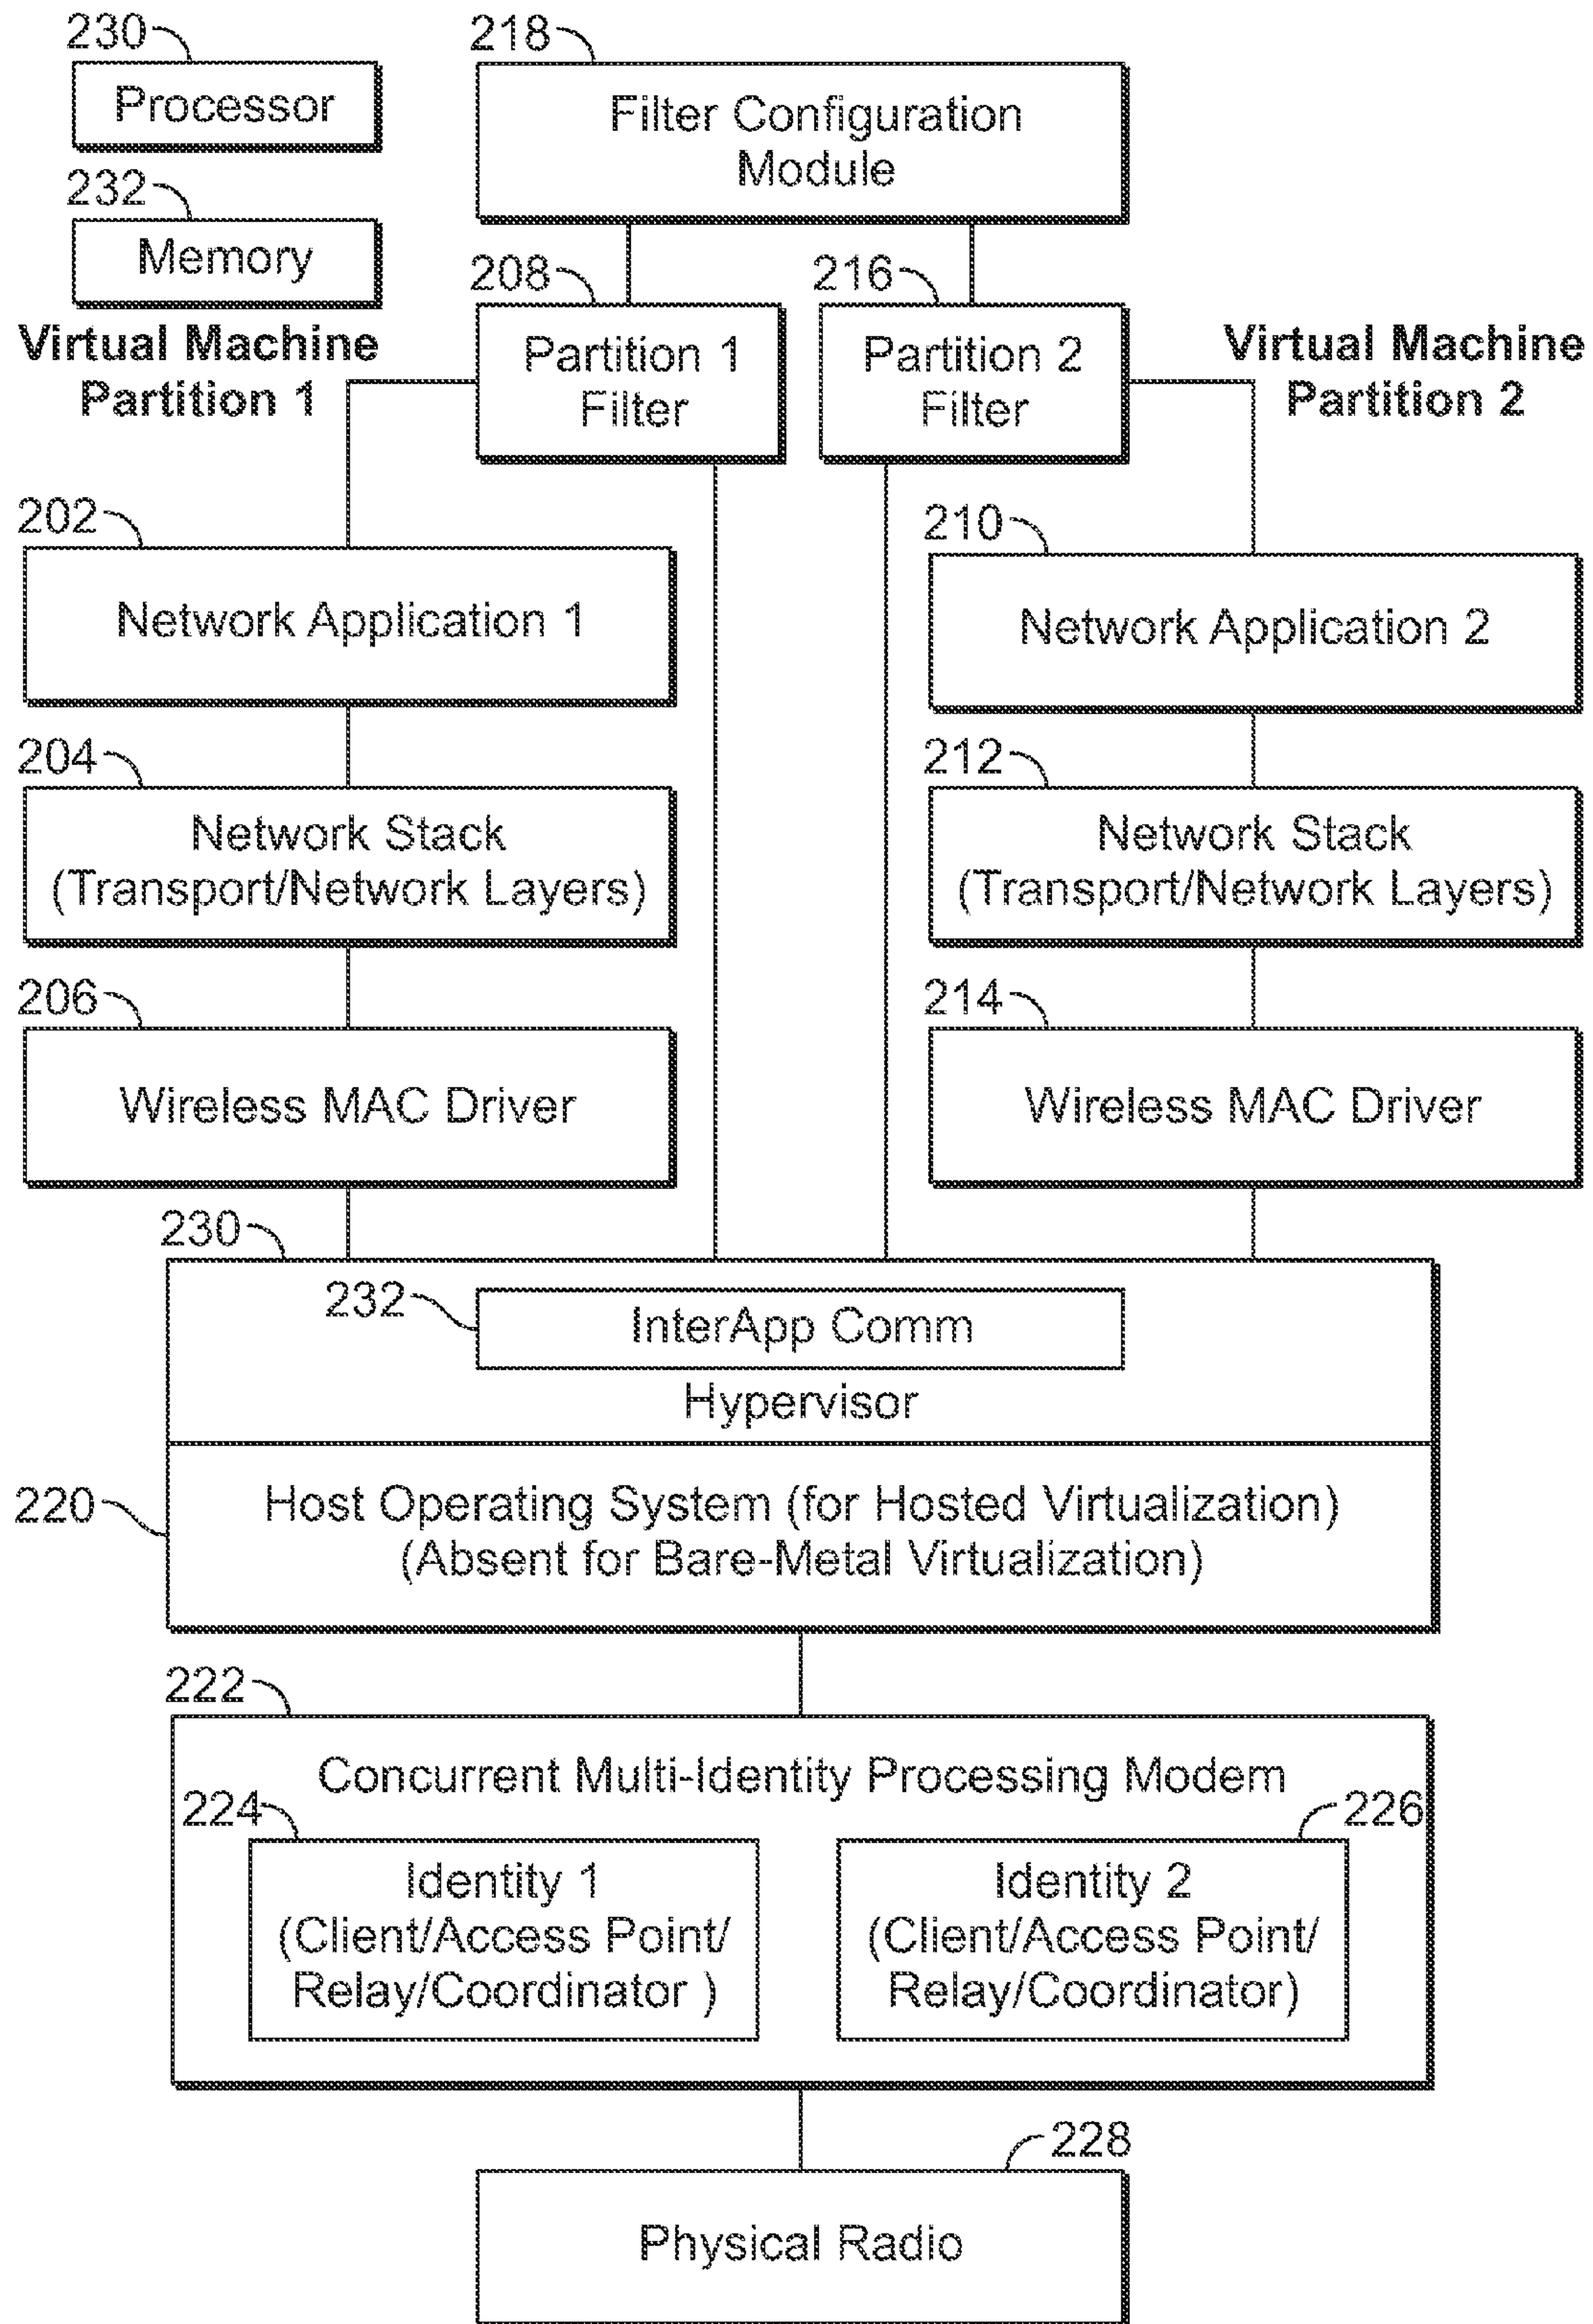 230
Processor
232
Memory
218
Filter Configuration
Module
208
Partition 1
Filter
216
Partition 2
Filter
Virtual Machine
Partition 1
Virtual Machine
Partition 2
202
Network Application 1
204
Network Stack
(Transport/Network Layers)
206
Wireless MAC Driver
210
Network Application 2
212
Network Stack
(Transport/Network Layers)
214
Wireless MAC Driver
230
232
InterApp Comm
Hypervisor
220
Host Operating System (for Hosted Virtualization)
(Absent for Bare-Metal Virtualization)
222
Concurrent Multi-Identity Processing Modem
224
Identity 1
(Client/Access Point/
Relay/Coordinator )
226
Identity 2
(Client/Access Point/
Relay/Coordinator)
228
Physical Radio